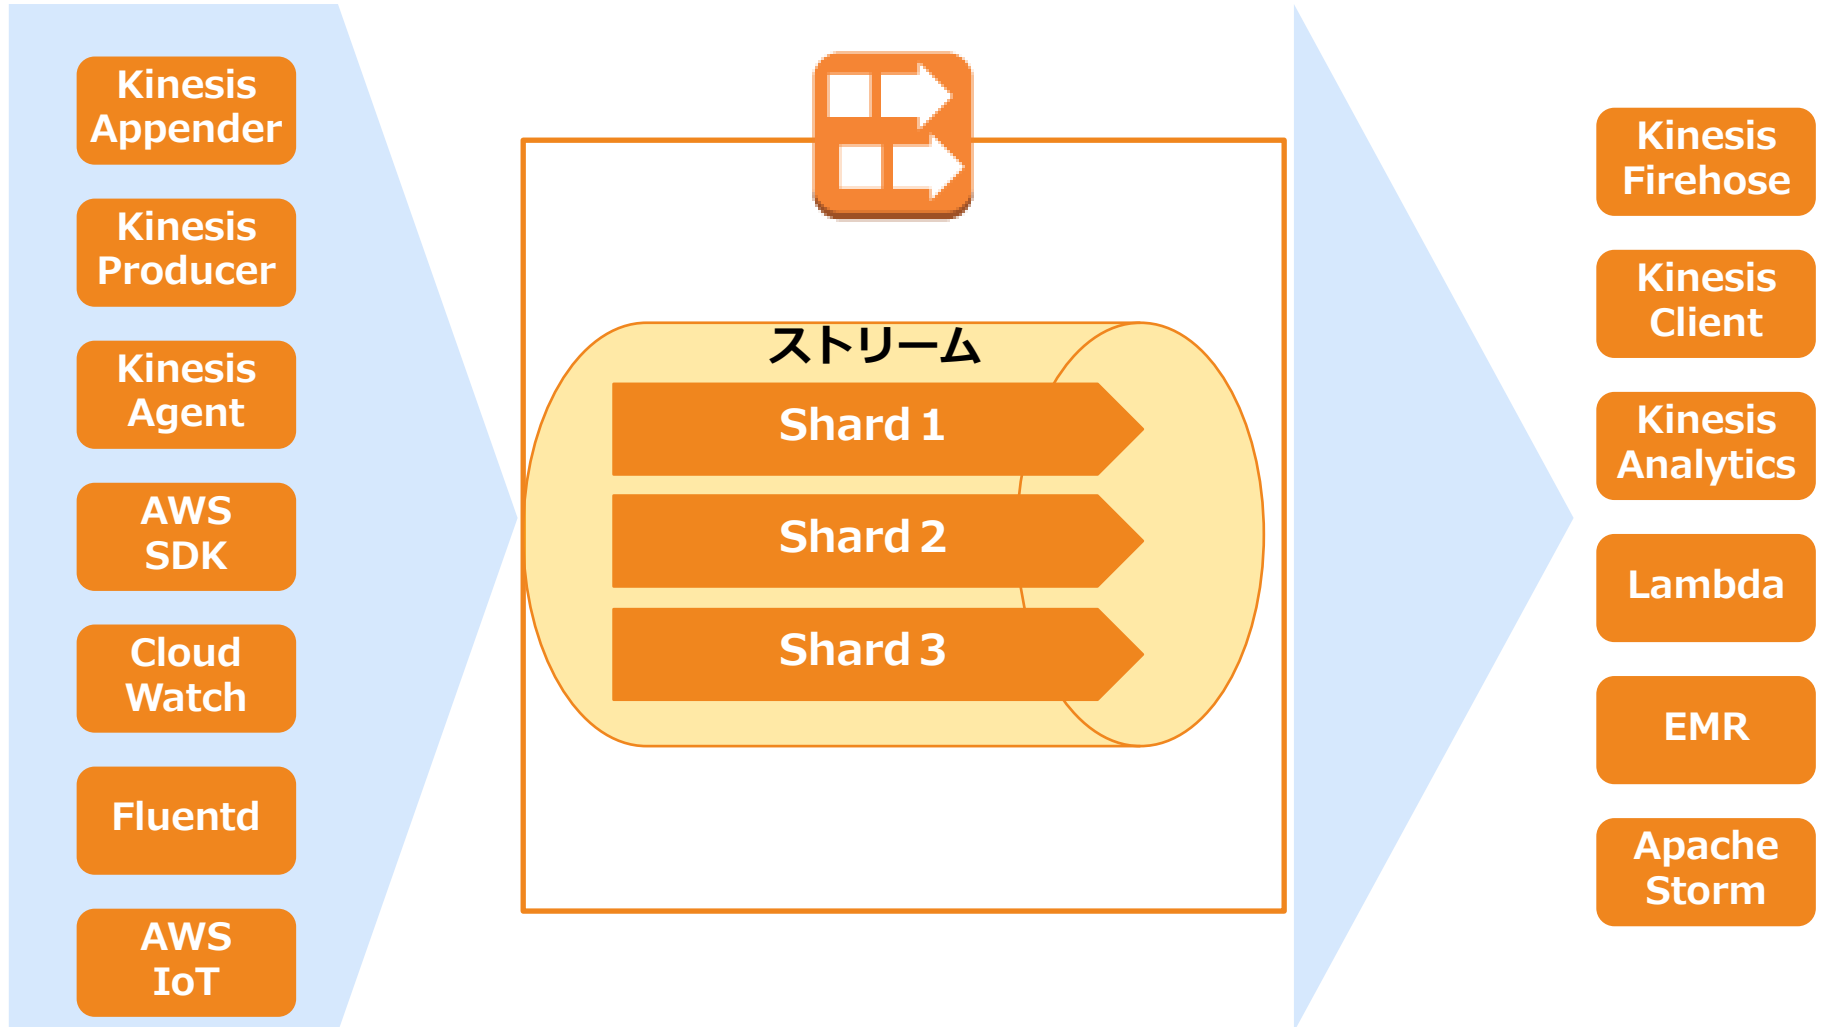 Kinesis
Appender
Kinesis
Producer
Kinesis
Agent
AWS
SDK
Cloud
Watch
Fluentd
AWS
IoT
ストリーム
Shard 1
Shard 2
Shard 3
Kinesis
Firehose
Kinesis
Client
Kinesis
Analytics
Lambda
EMR
Apache
Storm